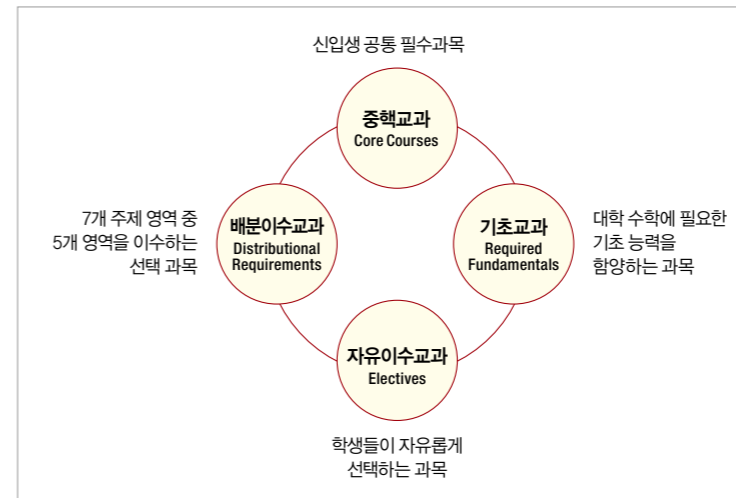 신입생 공통 필수과목
중핵교과
Core Courses
7개 주제 영역 중
5개 영역을 이수하는
선택 과목
배분이수교과
Distributional
Requirements
기초교과
Required
Fundamentals
대학 수학에 필요한
기초 능력을
함양하는 과목
자유이수교과
Electives
학생들이 자유롭게
선택하는 과목